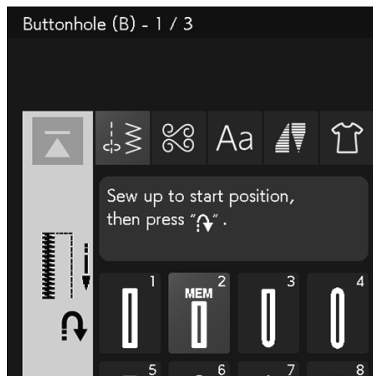 Buttonhole (B) - 1 / 3
Aa
Sew up to start position,
then press "↷" .
1
MEM 2
3
4
5
6
7
8